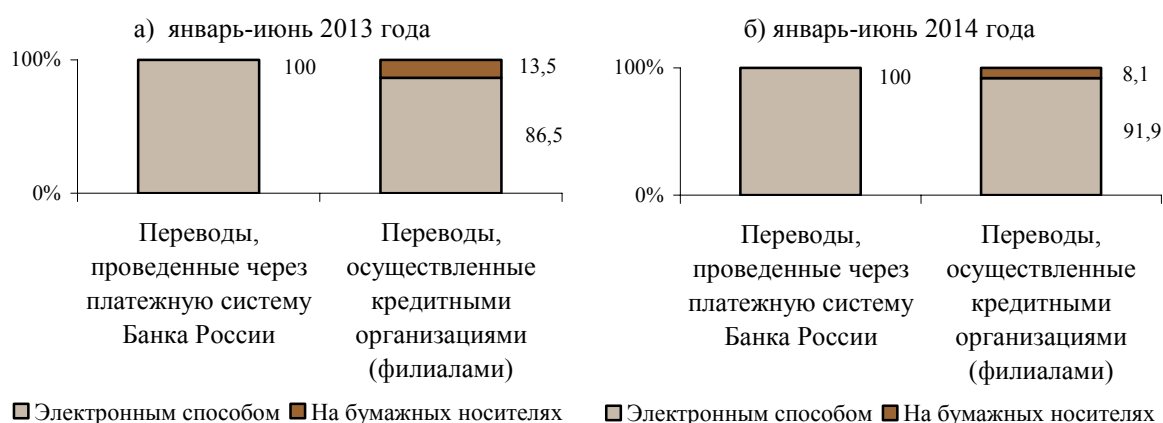 а) январь-июнь 2013 года
100%
100
13,5
86,5
0%
Переводы,
проведенные через
платежную систему
Банка России
Переводы,
осуществленные
кредитными
организациями
(филиалами)
Электронным способом На бумажных носителях
б) январь-июнь 2014 года
100%
100
8,1
91,9
0%
Переводы,
проведенные через
платежную систему
Банка России
Переводы,
осуществленные
кредитными
организациями
(филиалами)
Электронным способом На бумажных носителях